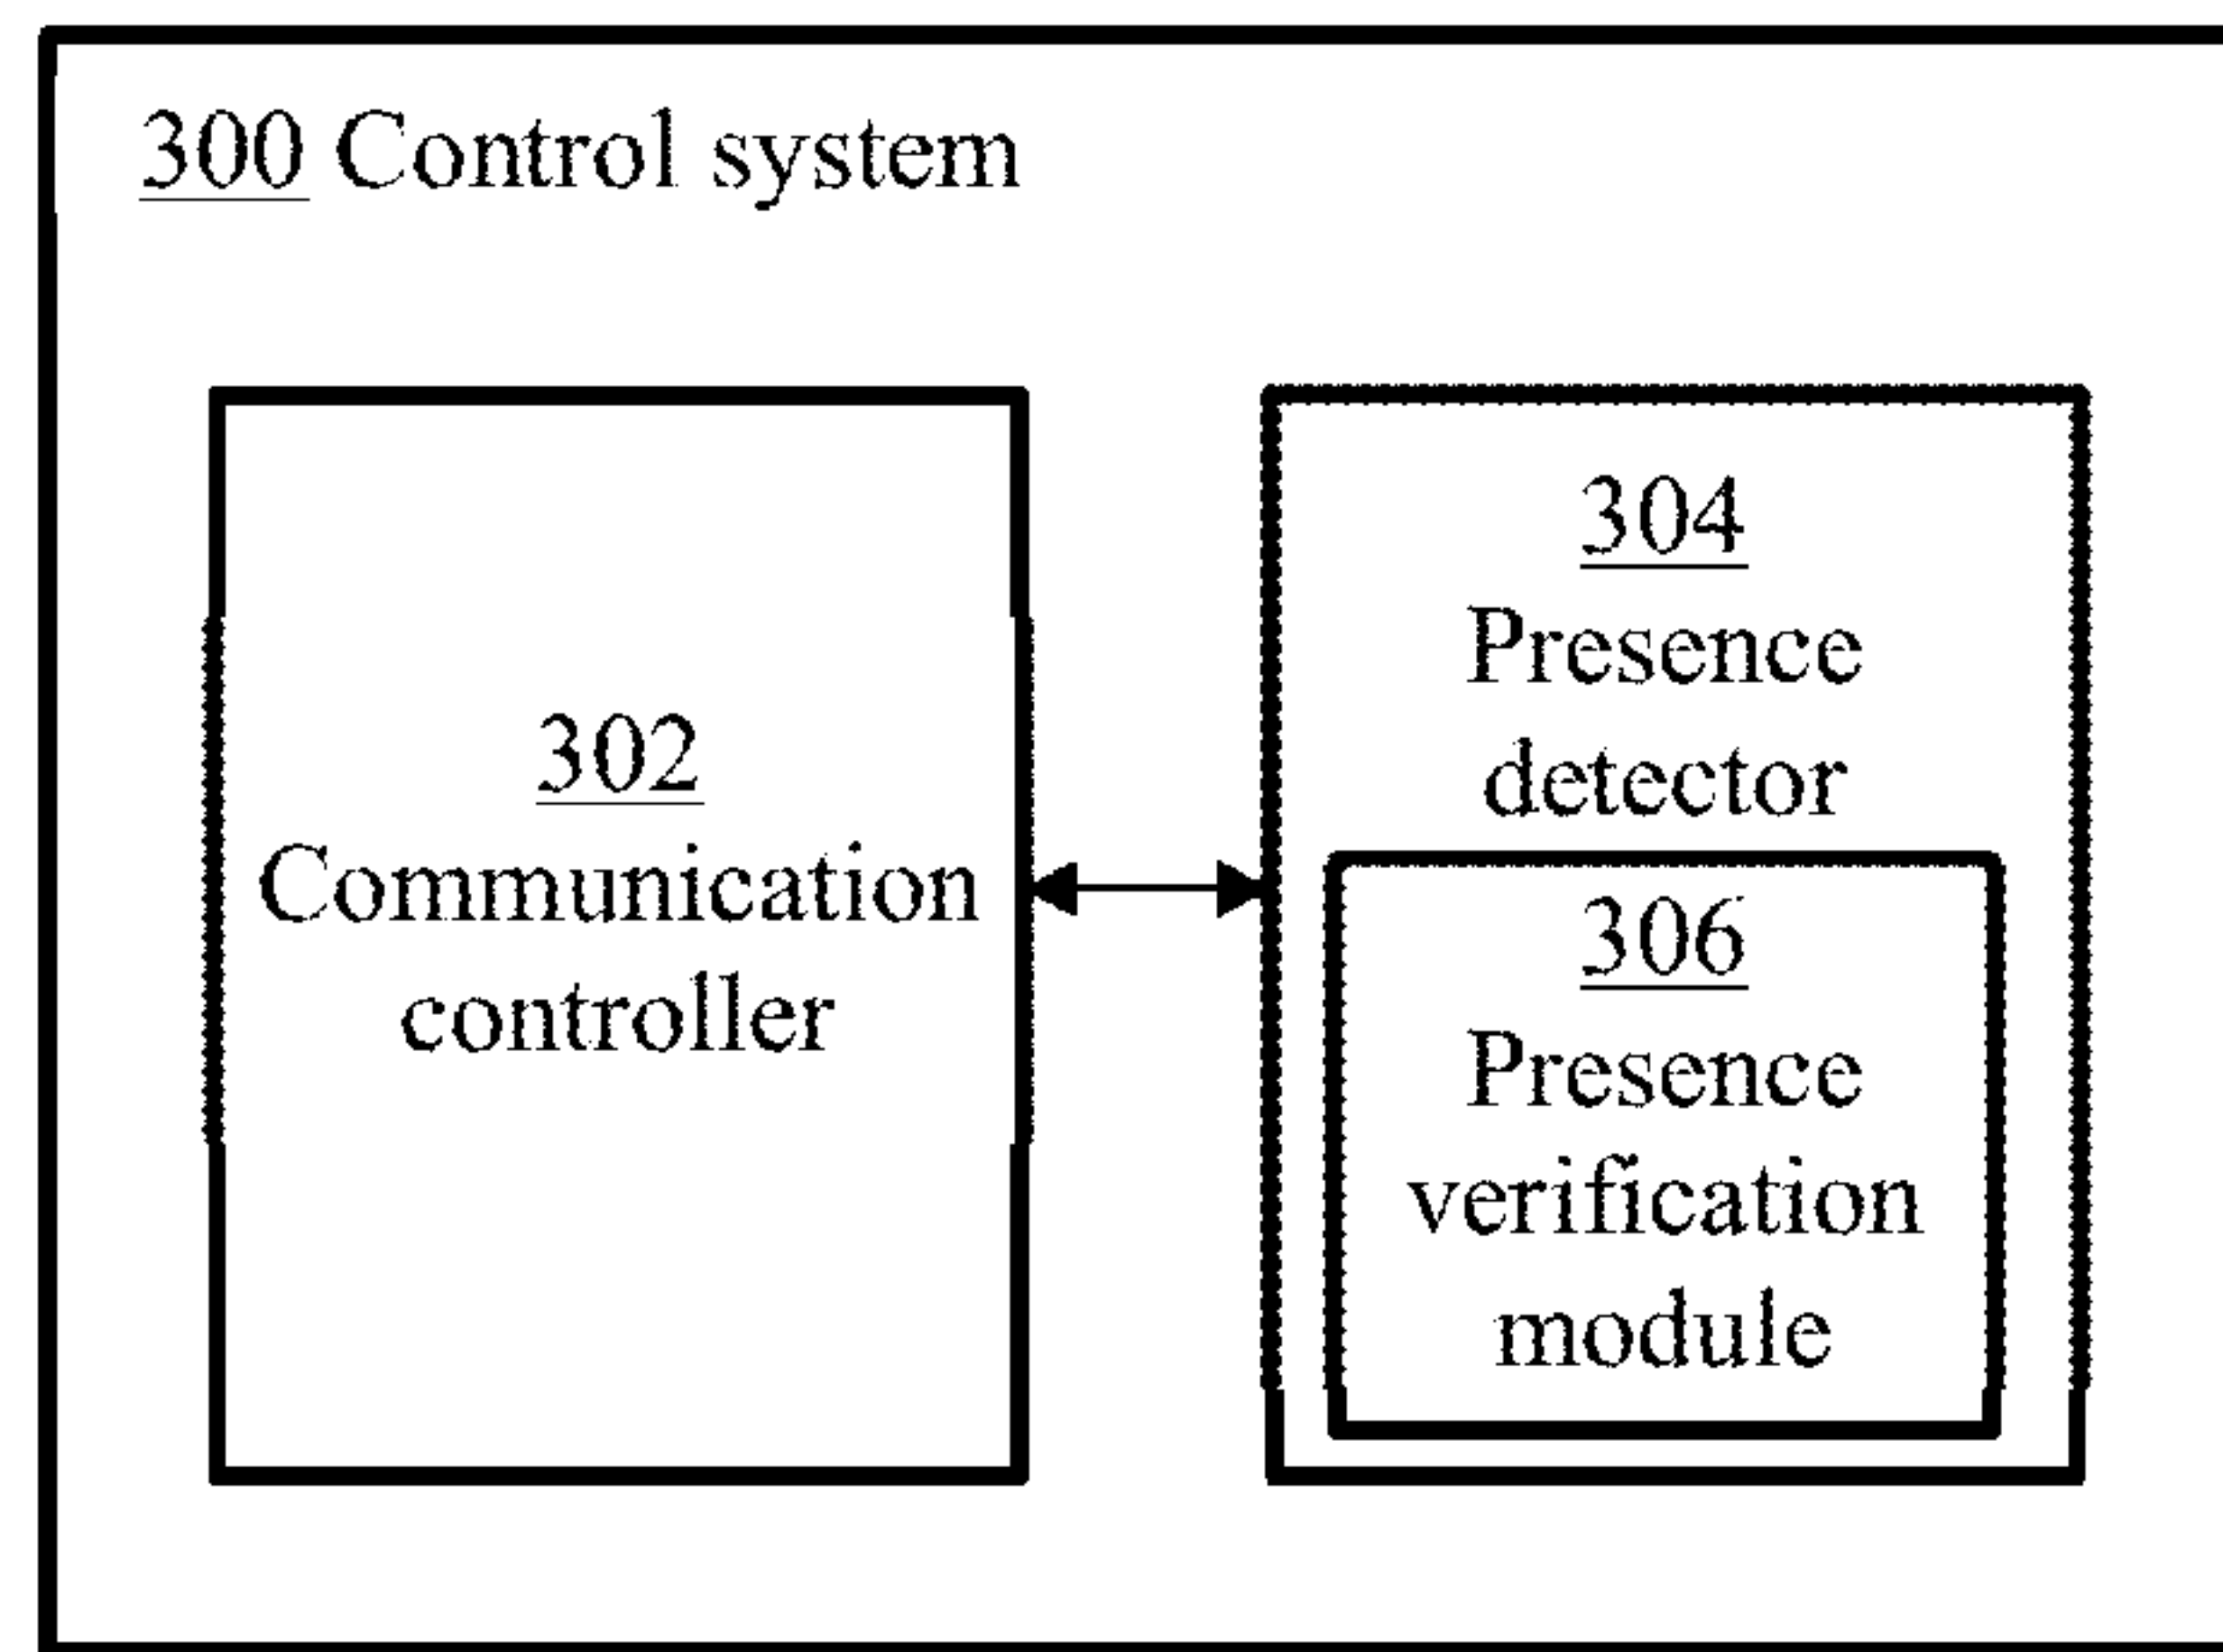 300 Control system
302
Communication
controller
304
Presence
detector
306
Presence
verification
module